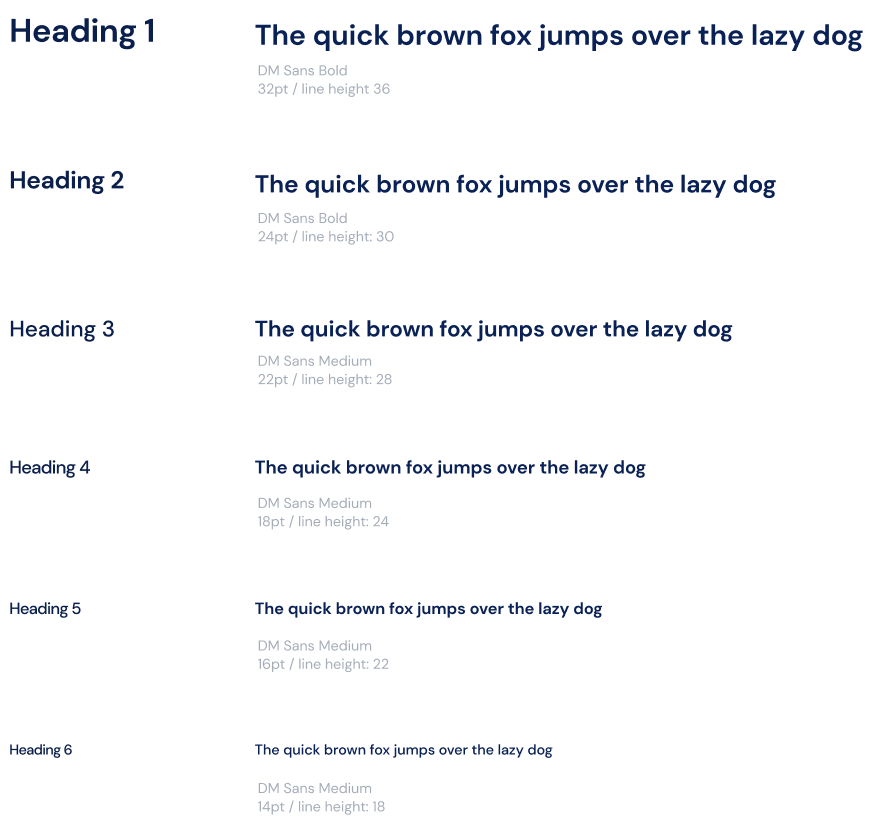 Heading 1
The quick brown fox jumps over the lazy dog
DM Sans Bold
32pt / line height 36
Heading 2
The quick brown fox jumps over the lazy dog
DM Sans Bold
24pt / line height: 30
Heading 3
The quick brown fox jumps over the lazy dog
DM Sans Medium
22pt / line height: 28
Heading 4
The quick brown fox jumps over the lazy dog
DM Sans Medium
18pt / line height: 24
Heading 5
The quick brown fox jumps over the lazy dog
DM Sans Medium
16pt / line height: 22
Heading 6
The quick brown fox jumps over the lazy dog
DM Sans Medium
14pt / line height: 18